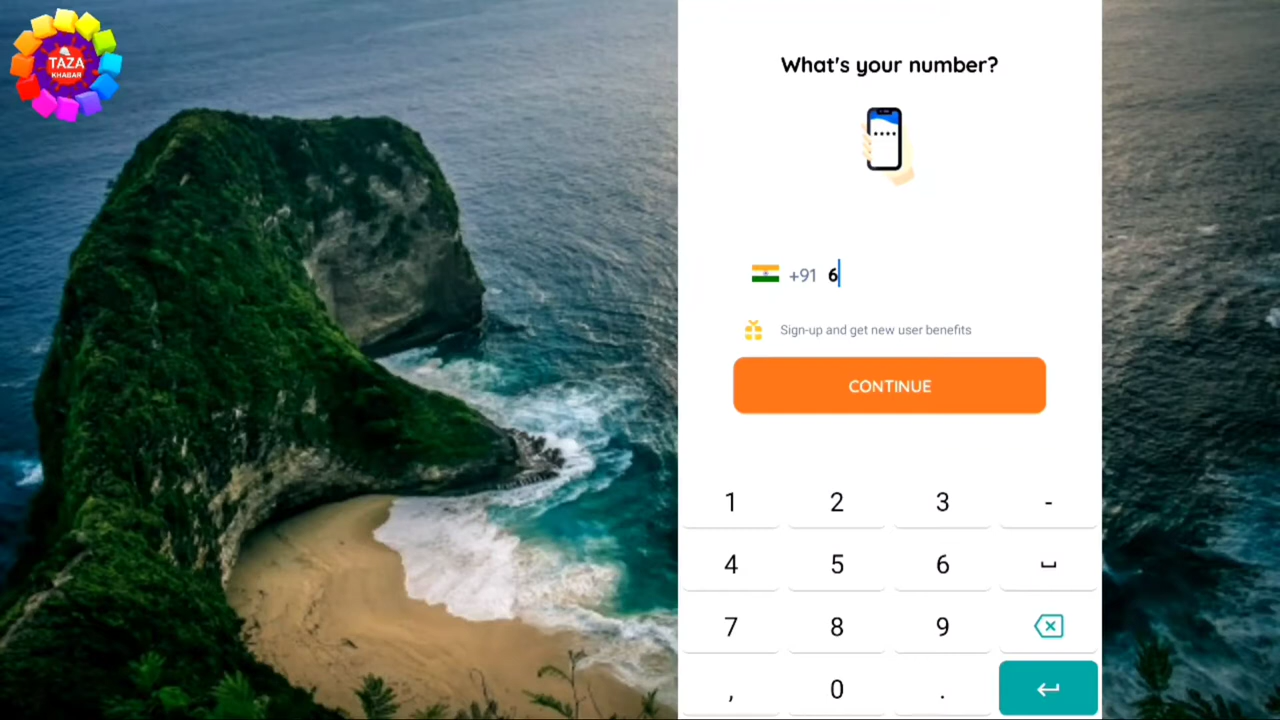 TAZA
KHABAR
What's your number?
+91 6
Sign-up and get new user benefits
CONTINUE
1 2 3 -
4 5 6
7 8 9
, 0 .